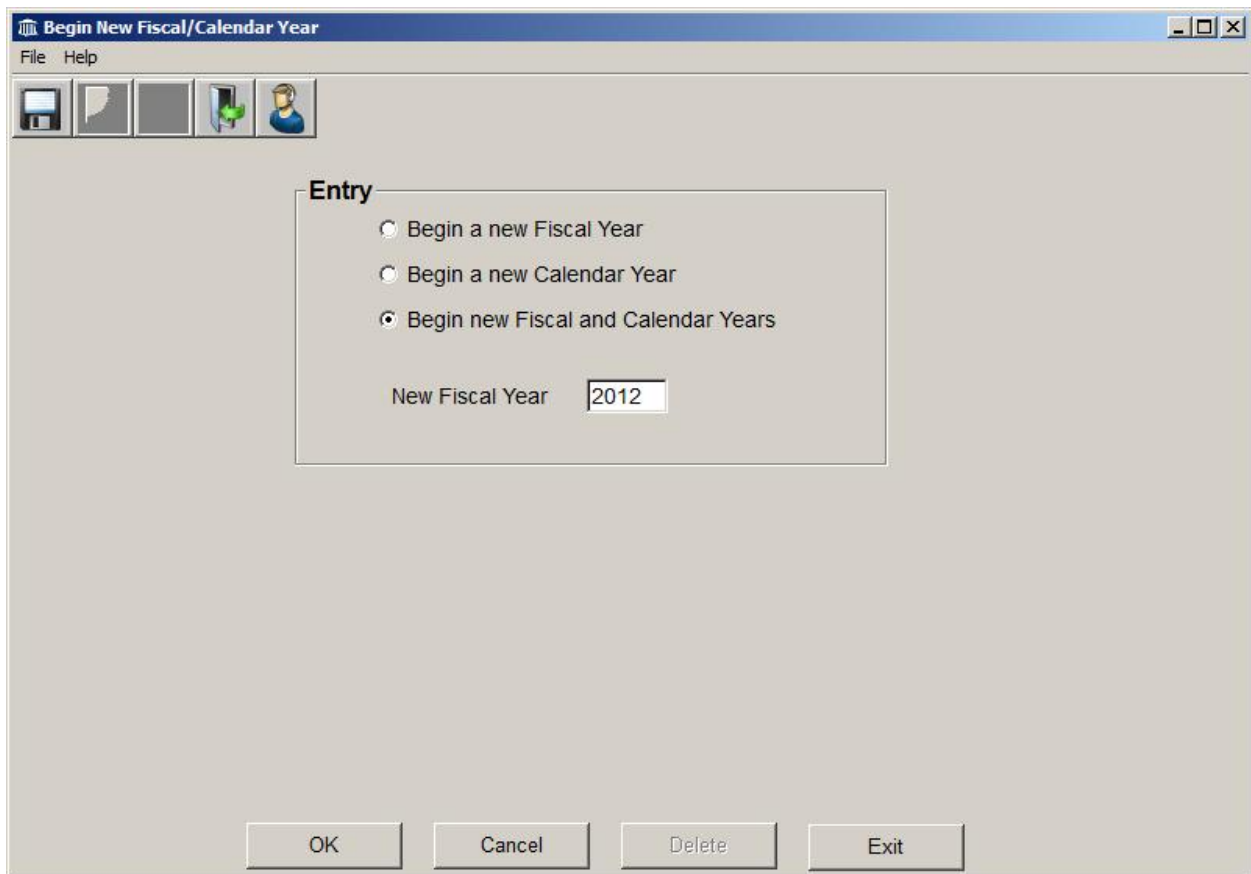 Begin New Fiscal/Calendar Year
File Help
Entry
Begin a new Fiscal Year
Begin a new Calendar Year
Begin new Fiscal and Calendar Years
New Fiscal Year 2012
OK Cancel Delete Exit